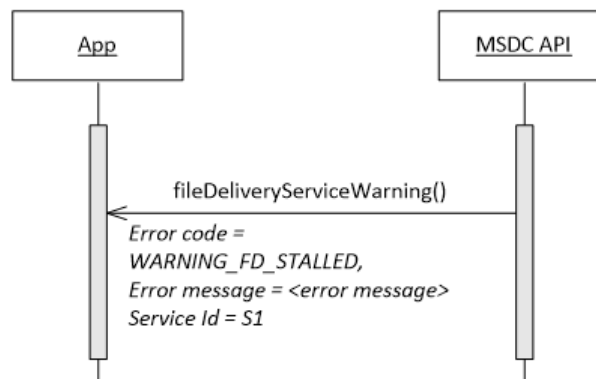 App
MSDC API
fileDeliveryServiceWarning()
Error code =
WARNING_FD_STALLED,
Error message = <error message>
Service Id = S1